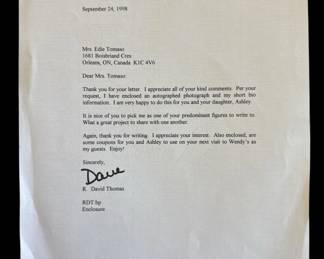 September 24, 1998
Mrs. Edie Tomaso
1681 Boisbriand Cres
Orleans, ON, Canada K1C 4V6
Dear Mrs. Tomaso:
Thank you for your letter. I appreciate all of your kind comments. Per your
request, I have enclosed an autographed photograph and my short bio
information. I am very happy to do this for you and your daughter, Ashley.
It is nice of you to pick me as one of your predominant figures to write to.
What a great project to share with one another.
Again, thank you for writing. I appreciate your interest. Also enclosed, are
some coupons for you and Ashley to use on your next visit to Wendy's as
my guests. Enjoy!
Sincerely,
Dave
R. David Thomas
RDT:bp
Enclosure